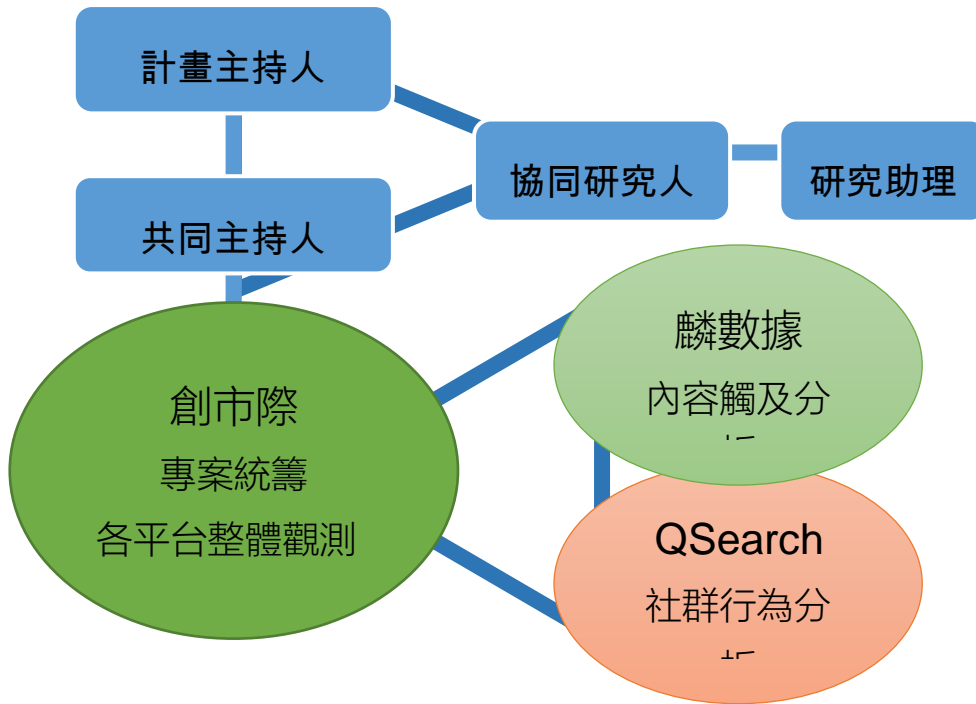 計畫主持人
協同研究人
研究助理
共同主持人
麟數據
內容觸及分
創市際
專案統籌
各平台整體觀測
QSearch
社群行為分